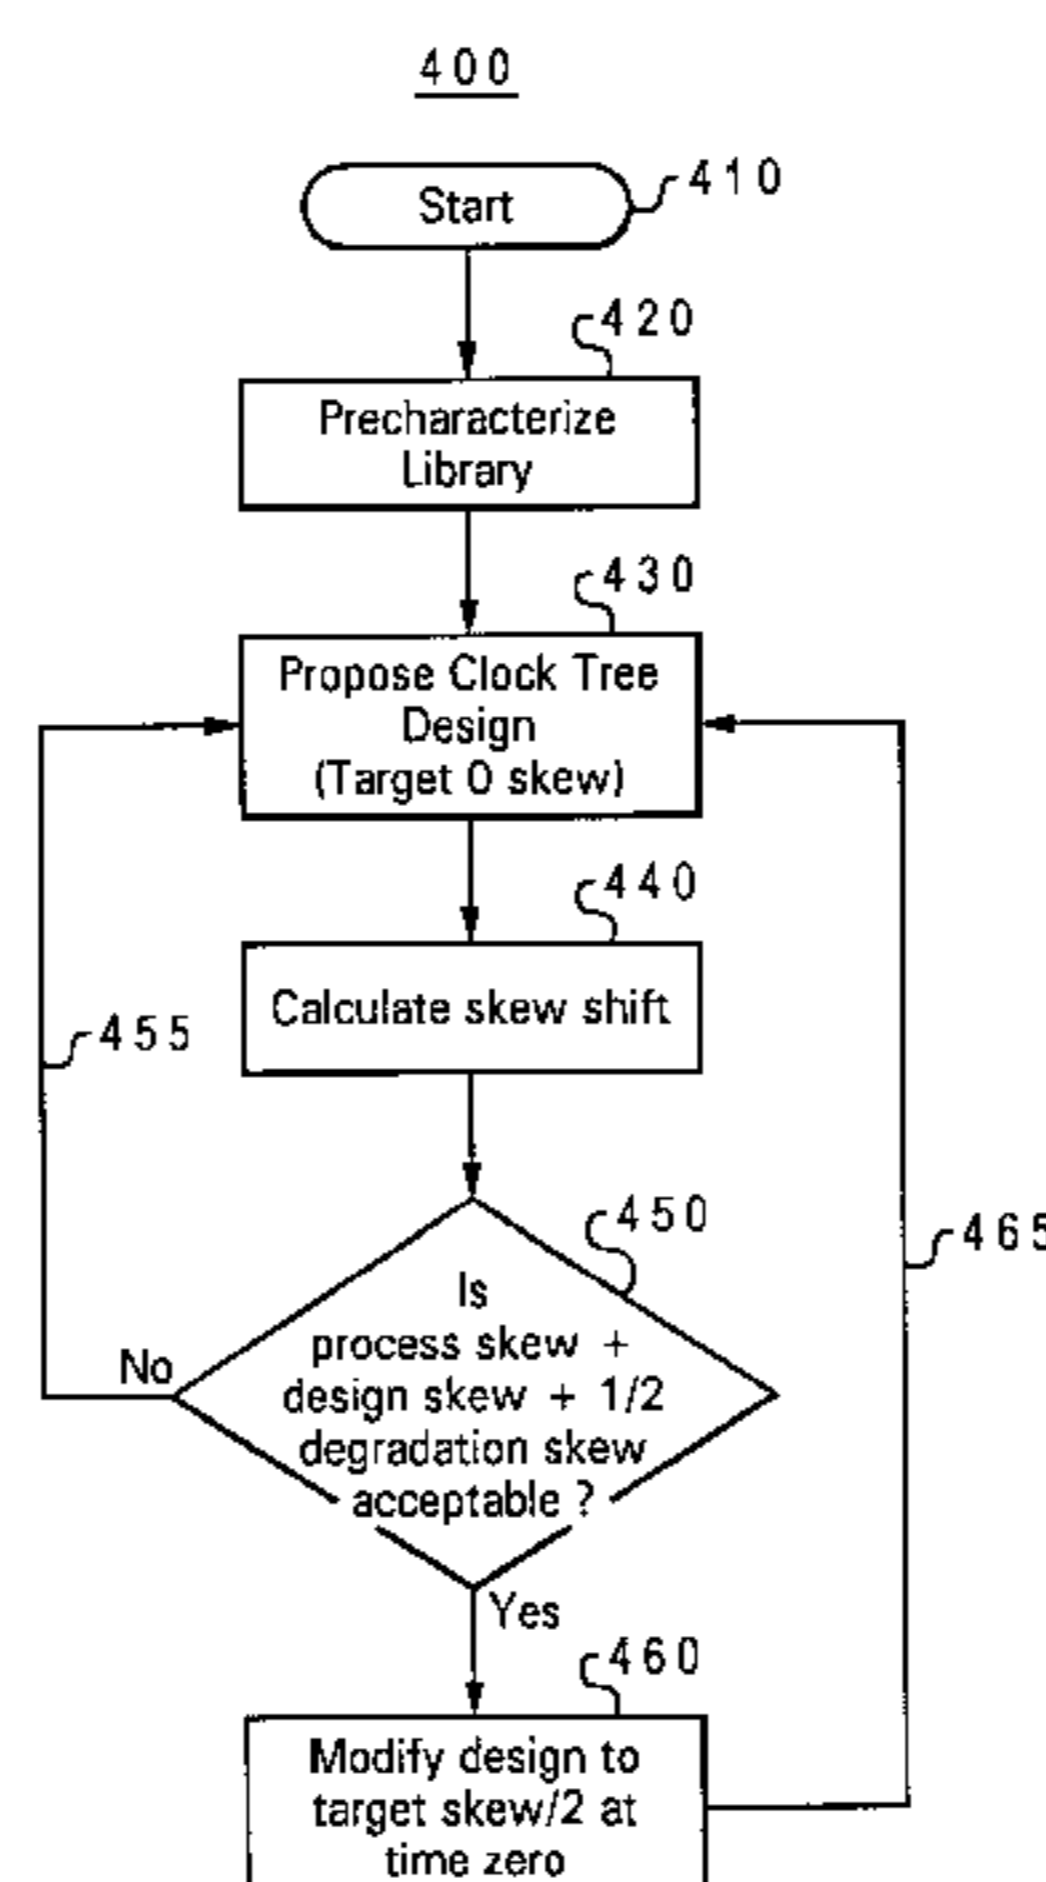 400
Start
410
420
Precharacterize
Library
430
Propose Clock Tree
Design
(Target 0 skew)
440
Calculate skew shift
455
450
465
Is
process skew +
design skew + 1/2
degradation skew
acceptable ?
No
Yes
460
Modify design to
target skew/2 at
time zero